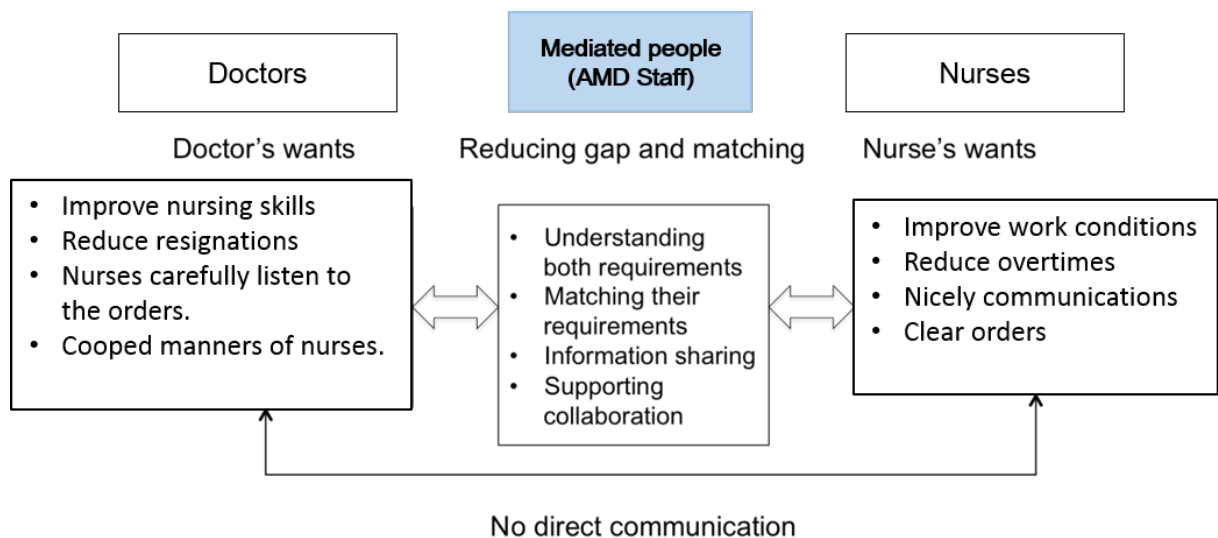 Doctors
Mediated people
(AMD Staff)
Nurses
Doctor's wants
Reducing gap and matching
Nurse's wants
• Improve nursing skills
• Reduce resignations
• Nurses carefully listen to
the orders.
• Cooped manners of nurses.
• Understanding
both requirements
• Matching their
requirements
• Information sharing
• Supporting
collaboration
• Improve work conditions
• Reduce overtimes
• Nicely communications
• Clear orders
No direct communication